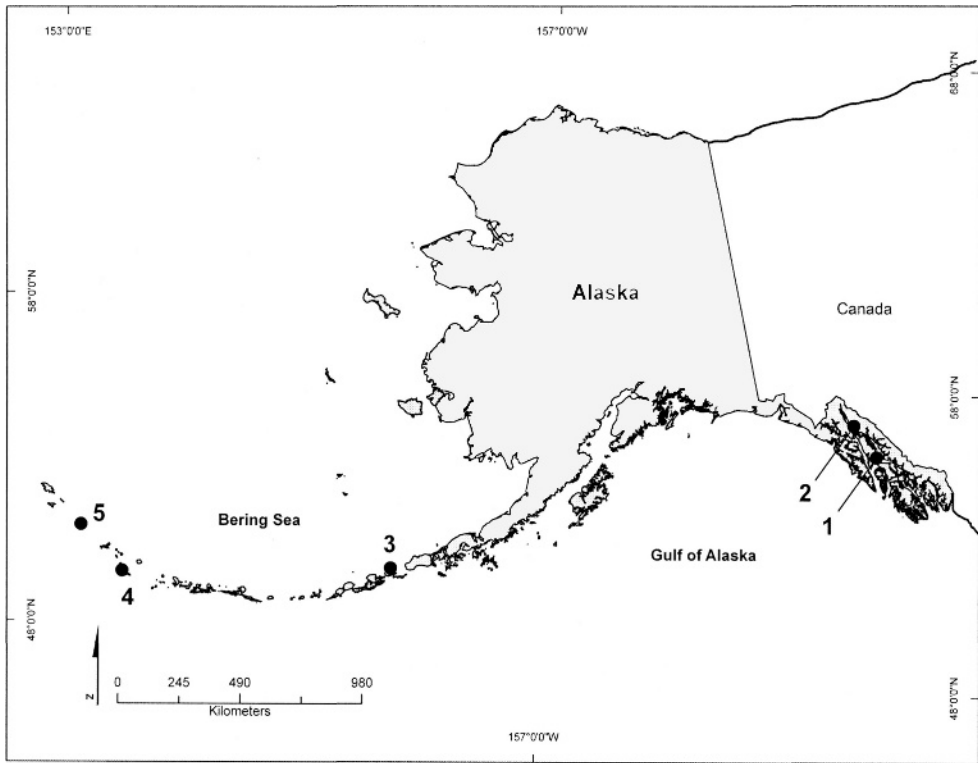 153°0'0"E
157°0'0"W
68°0'0"N
58°0'0"N
Alaska
Canada
58°0'0"N
2
1
5
Bering Sea
3
Gulf of Alaska
4
48°0'0"N
N
0 245 490 980
Kilometers
48°0'0"N
157°0'0"W